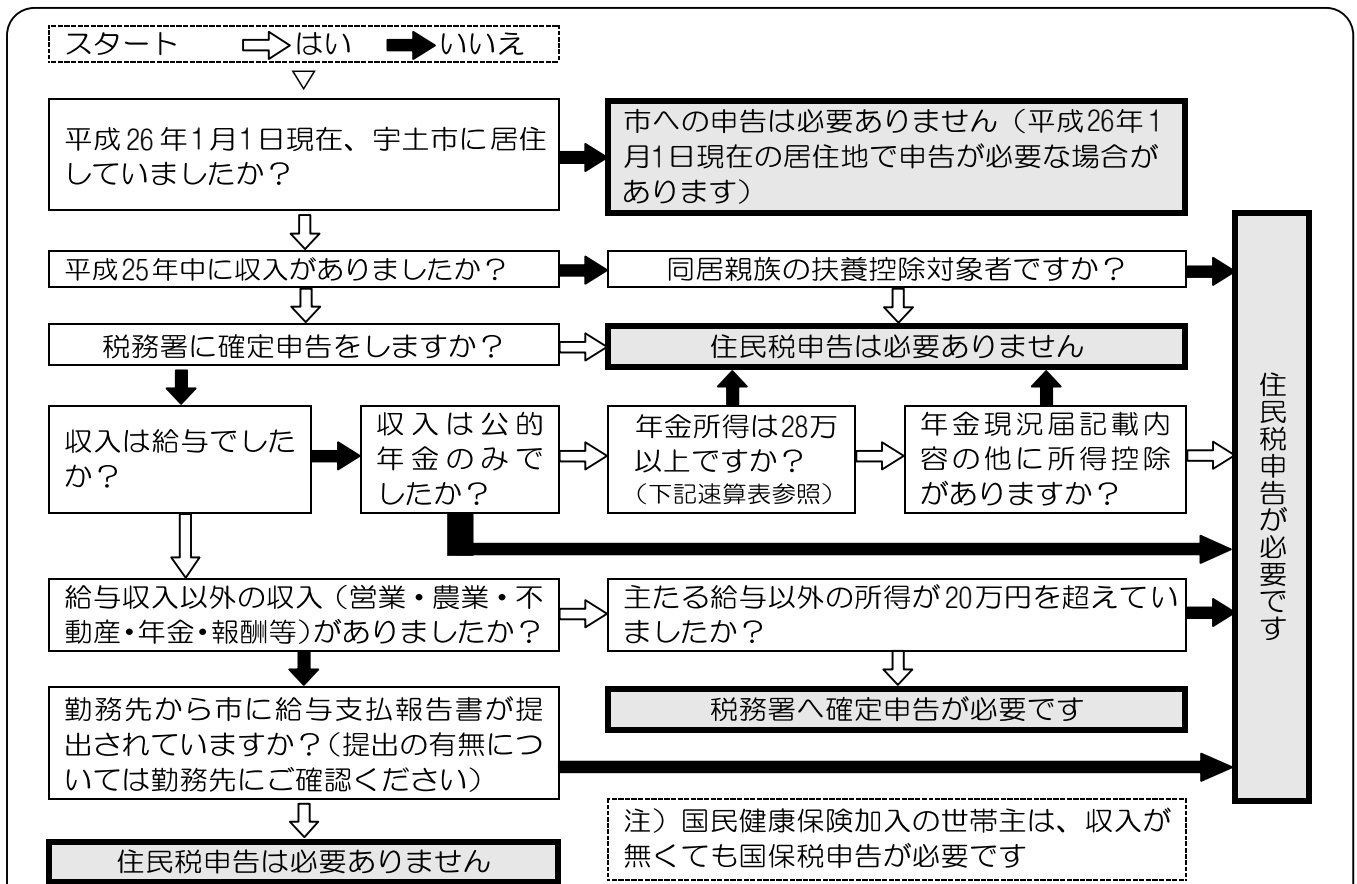 スタート ⇨はい ➡いいえ
▽
平成26年1月1日現在、宇土市に居住
していましたか？
市への申告は必要ありません（平成26年1
月1日現在の居住地で申告が必要な場合が
あります）
平成25年中に収入がありましたか？
同居親族の扶養控除対象者ですか？
税務署に確定申告をしますか？
住民税申告は必要ありません
収入は給与でした
か？
収入は公的
年金のみで
したか？
年金所得は28万
以上ですか？
（下記速算表参照）
年金現況届記載内
容の他に所得控除
がありますか？
住民税申告が必要です
給与収入以外の収入（営業・農業・不
動産・年金・報酬等）がありましたか？
主たる給与以外の所得が20万円を超えてい
ましたか？
税務署へ確定申告が必要です
勤務先から市に給与支払報告書が提
出されていますか？（提出の有無につ
いては勤務先にご確認ください）
住民税申告は必要ありません
注）国民健康保険加入の世帯主は、収入が
無くても国保税申告が必要です